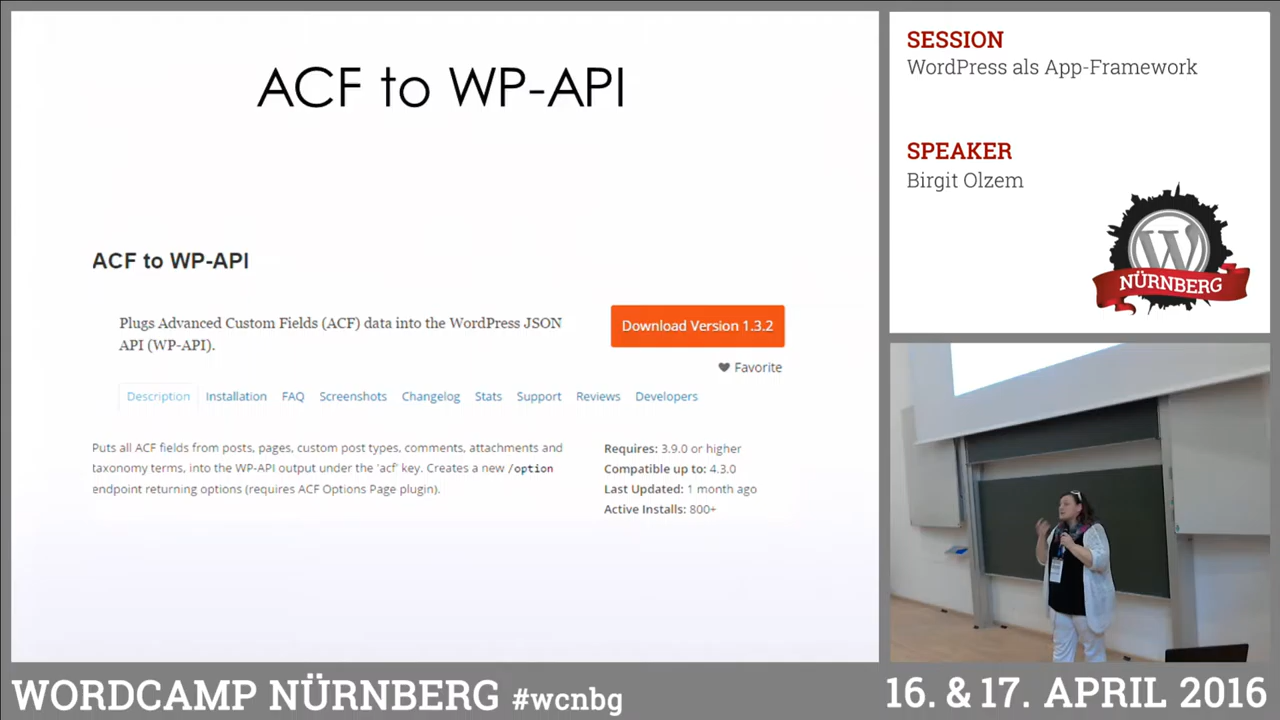 ACF to WP-API
ACF to WP-API
Plugs Advanced Custom Fields (ACF) data into the WordPress JSON
API (WP-API).
Download Version 1.3.2
Favorite
Description Installation FAQ Screenshots Changelog Stats Support Reviews Developers
Puts all ACF fields from posts, pages, custom post types, comments, attachments and
taxonomy terms, into the WP-API output under the 'acf' key. Creates a new /option
endpoint returning options (requires ACF Options Page plugin).
Requires: 3.9.0 or higher
Compatible up to: 4.3.0
Last Updated: 1 month ago
Active Installs: 800+
SESSION
WordPress als App-Framework
SPEAKER
Birgit Olzem
W
NÜRNBERG
WORDCAMP NÜRNBERG #wcnbg
16. & 17. APRIL 2016